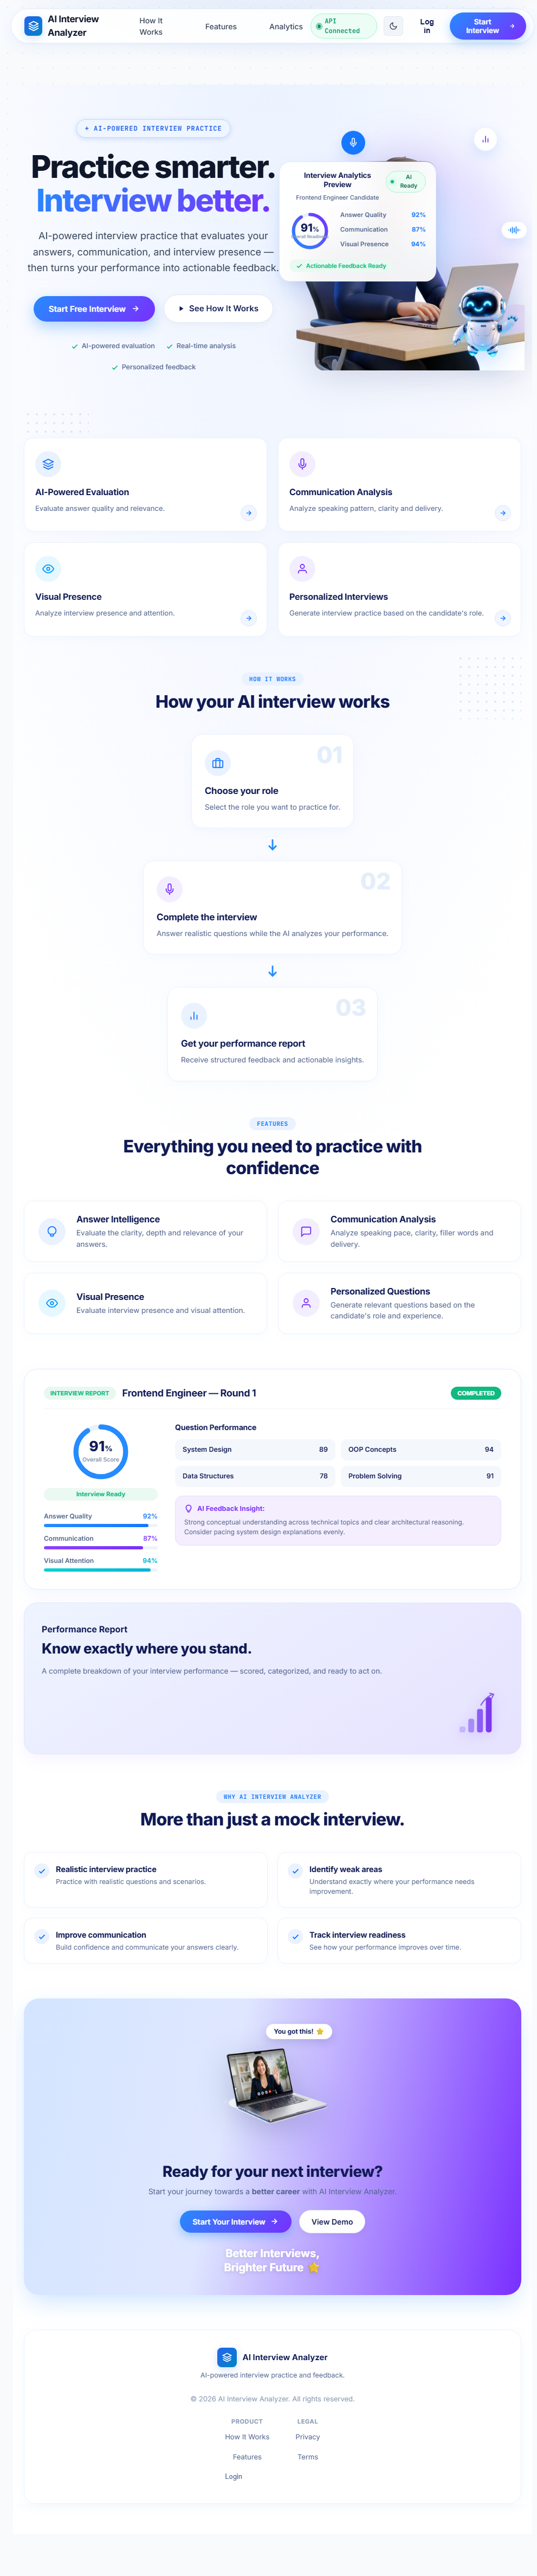 AI Interview
Analyzer
How It
Works
Features
Analytics
API
Connected
Log
in
Start
Interview
+ AI-POWERED INTERVIEW PRACTICE
Practice smarter.
Interview better.
AI-powered interview practice that evaluates your
answers, communication, and interview presence —
then turns your performance into actionable feedback.
Start Free Interview
See How It Works
AI-powered evaluation
Real-time analysis
Personalized feedback
Interview Analytics
Preview
AI
Ready
Frontend Engineer Candidate
91%
Answer Quality 92%
Communication 87%
Visual Presence 94%
Actionable Feedback Ready
AI-Powered Evaluation
Evaluate answer quality and relevance.
Communication Analysis
Analyze speaking pattern, clarity and delivery.
Visual Presence
Analyze interview presence and attention.
Personalized Interviews
Generate interview practice based on the candidate's role.
HOW IT WORKS
How your AI interview works
01
Choose your role
Select the role you want to practice for.
02
Complete the interview
Answer realistic questions while the AI analyzes your performance.
03
Get your performance report
Receive structured feedback and actionable insights.
FEATURES
Everything you need to practice with
confidence
Answer Intelligence
Evaluate the clarity, depth and relevance of your
answers.
Communication Analysis
Analyze speaking pace, clarity, filler words and
delivery.
Visual Presence
Evaluate interview presence and visual attention.
Personalized Questions
Generate relevant questions based on the
candidate's role and experience.
INTERVIEW REPORT
Frontend Engineer — Round 1
COMPLETED
91%
Overall Score
Interview Ready
Answer Quality 92%
Communication 87%
Visual Attention 94%
Question Performance
System Design 89
OOP Concepts 94
Data Structures 78
Problem Solving 91
AI Feedback Insight:
Strong conceptual understanding across technical topics and clear architectural reasoning.
Consider pacing system design explanations evenly.
Performance Report
Know exactly where you stand.
A complete breakdown of your interview performance — scored, categorized, and ready to act on.
WHY AI INTERVIEW ANALYZER
More than just a mock interview.
Realistic interview practice
Practice with realistic questions and scenarios.
Identify weak areas
Understand exactly where your performance needs
improvement.
Improve communication
Build confidence and communicate your answers clearly.
Track interview readiness
See how your performance improves over time.
You got this! ⭐
Ready for your next interview?
Start your journey towards a better career with AI Interview Analyzer.
Start Your Interview
View Demo
Better Interviews,
Brighter Future ⭐
AI Interview Analyzer
AI-powered interview practice and feedback.
© 2026 AI Interview Analyzer. All rights reserved.
PRODUCT
How It Works
Features
Login
LEGAL
Privacy
Terms